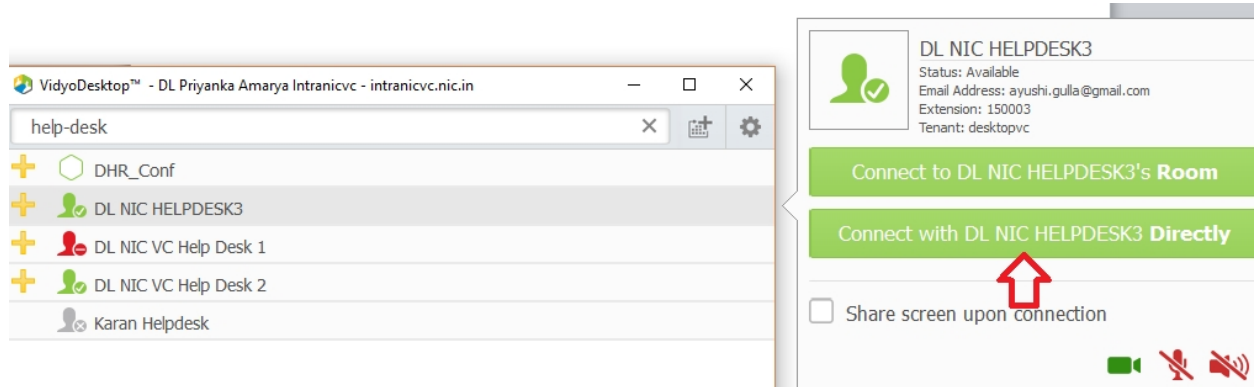 VidyoDesktop™ - DL Priyanka Amarya Intranicvc - intranicvc.nic.in
help-desk
DHR_Conf
DL NIC HELPDESK3
DL NIC VC Help Desk 1
DL NIC VC Help Desk 2
Karan Helpdesk
DL NIC HELPDESK3
Status: Available
Email Address: ayushi.gulla@gmail.com
Extension: 150003
Tenant: desktopvc
Connect to DL NIC HELPDESK3's Room
Connect with DL NIC HELPDESK3 Directly
Share screen upon connection